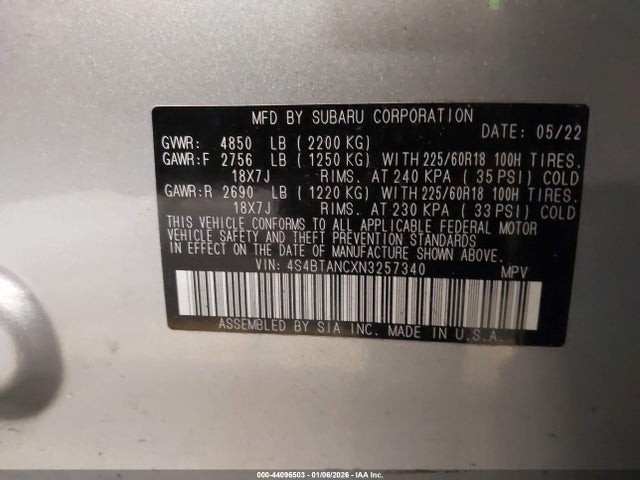 MFD BY SUBARU CORPORATION
DATE: 05/22
GVWR: 4850 LB ( 2200 KG)
GAWR:F 2756 LB ( 1250 KG) WITH 225/60R18 100H TIRES.
18X7J RIMS. AT 240 KPA ( 35 PSI) COLD
GAWR:R 2690 LB ( 1220 KG) WITH 225/60R18 100H TIRES.
18X7J RIMS. AT 230 KPA ( 33 PSI) COLD
THIS VEHICLE CONFORMS TO ALL APPLICABLE FEDERAL MOTOR
VEHICLE SAFETY AND THEFT PREVENTION STANDARDS
IN EFFECT ON THE DATE OF MANUFACTURE SHOWN ABOVE.
VIN: 4S4BTANCXN3257340 MPV
ASSEMBLED BY SIA INC. MADE IN U.S.A.
000-44096503 - 01/06/2026 - IAA Inc.